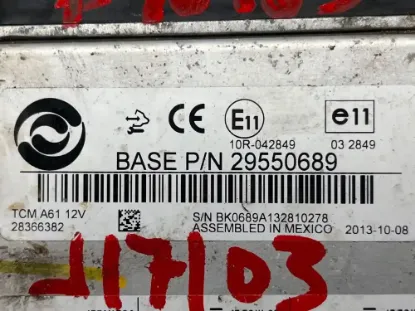 CE E11 e11
10R-042849 03 2849
BASE P/N 29550689
TCM A61 12V S/N BK0689A132810278
28366382 ASSEMBLED IN MEXICO 2013-10-08
117103